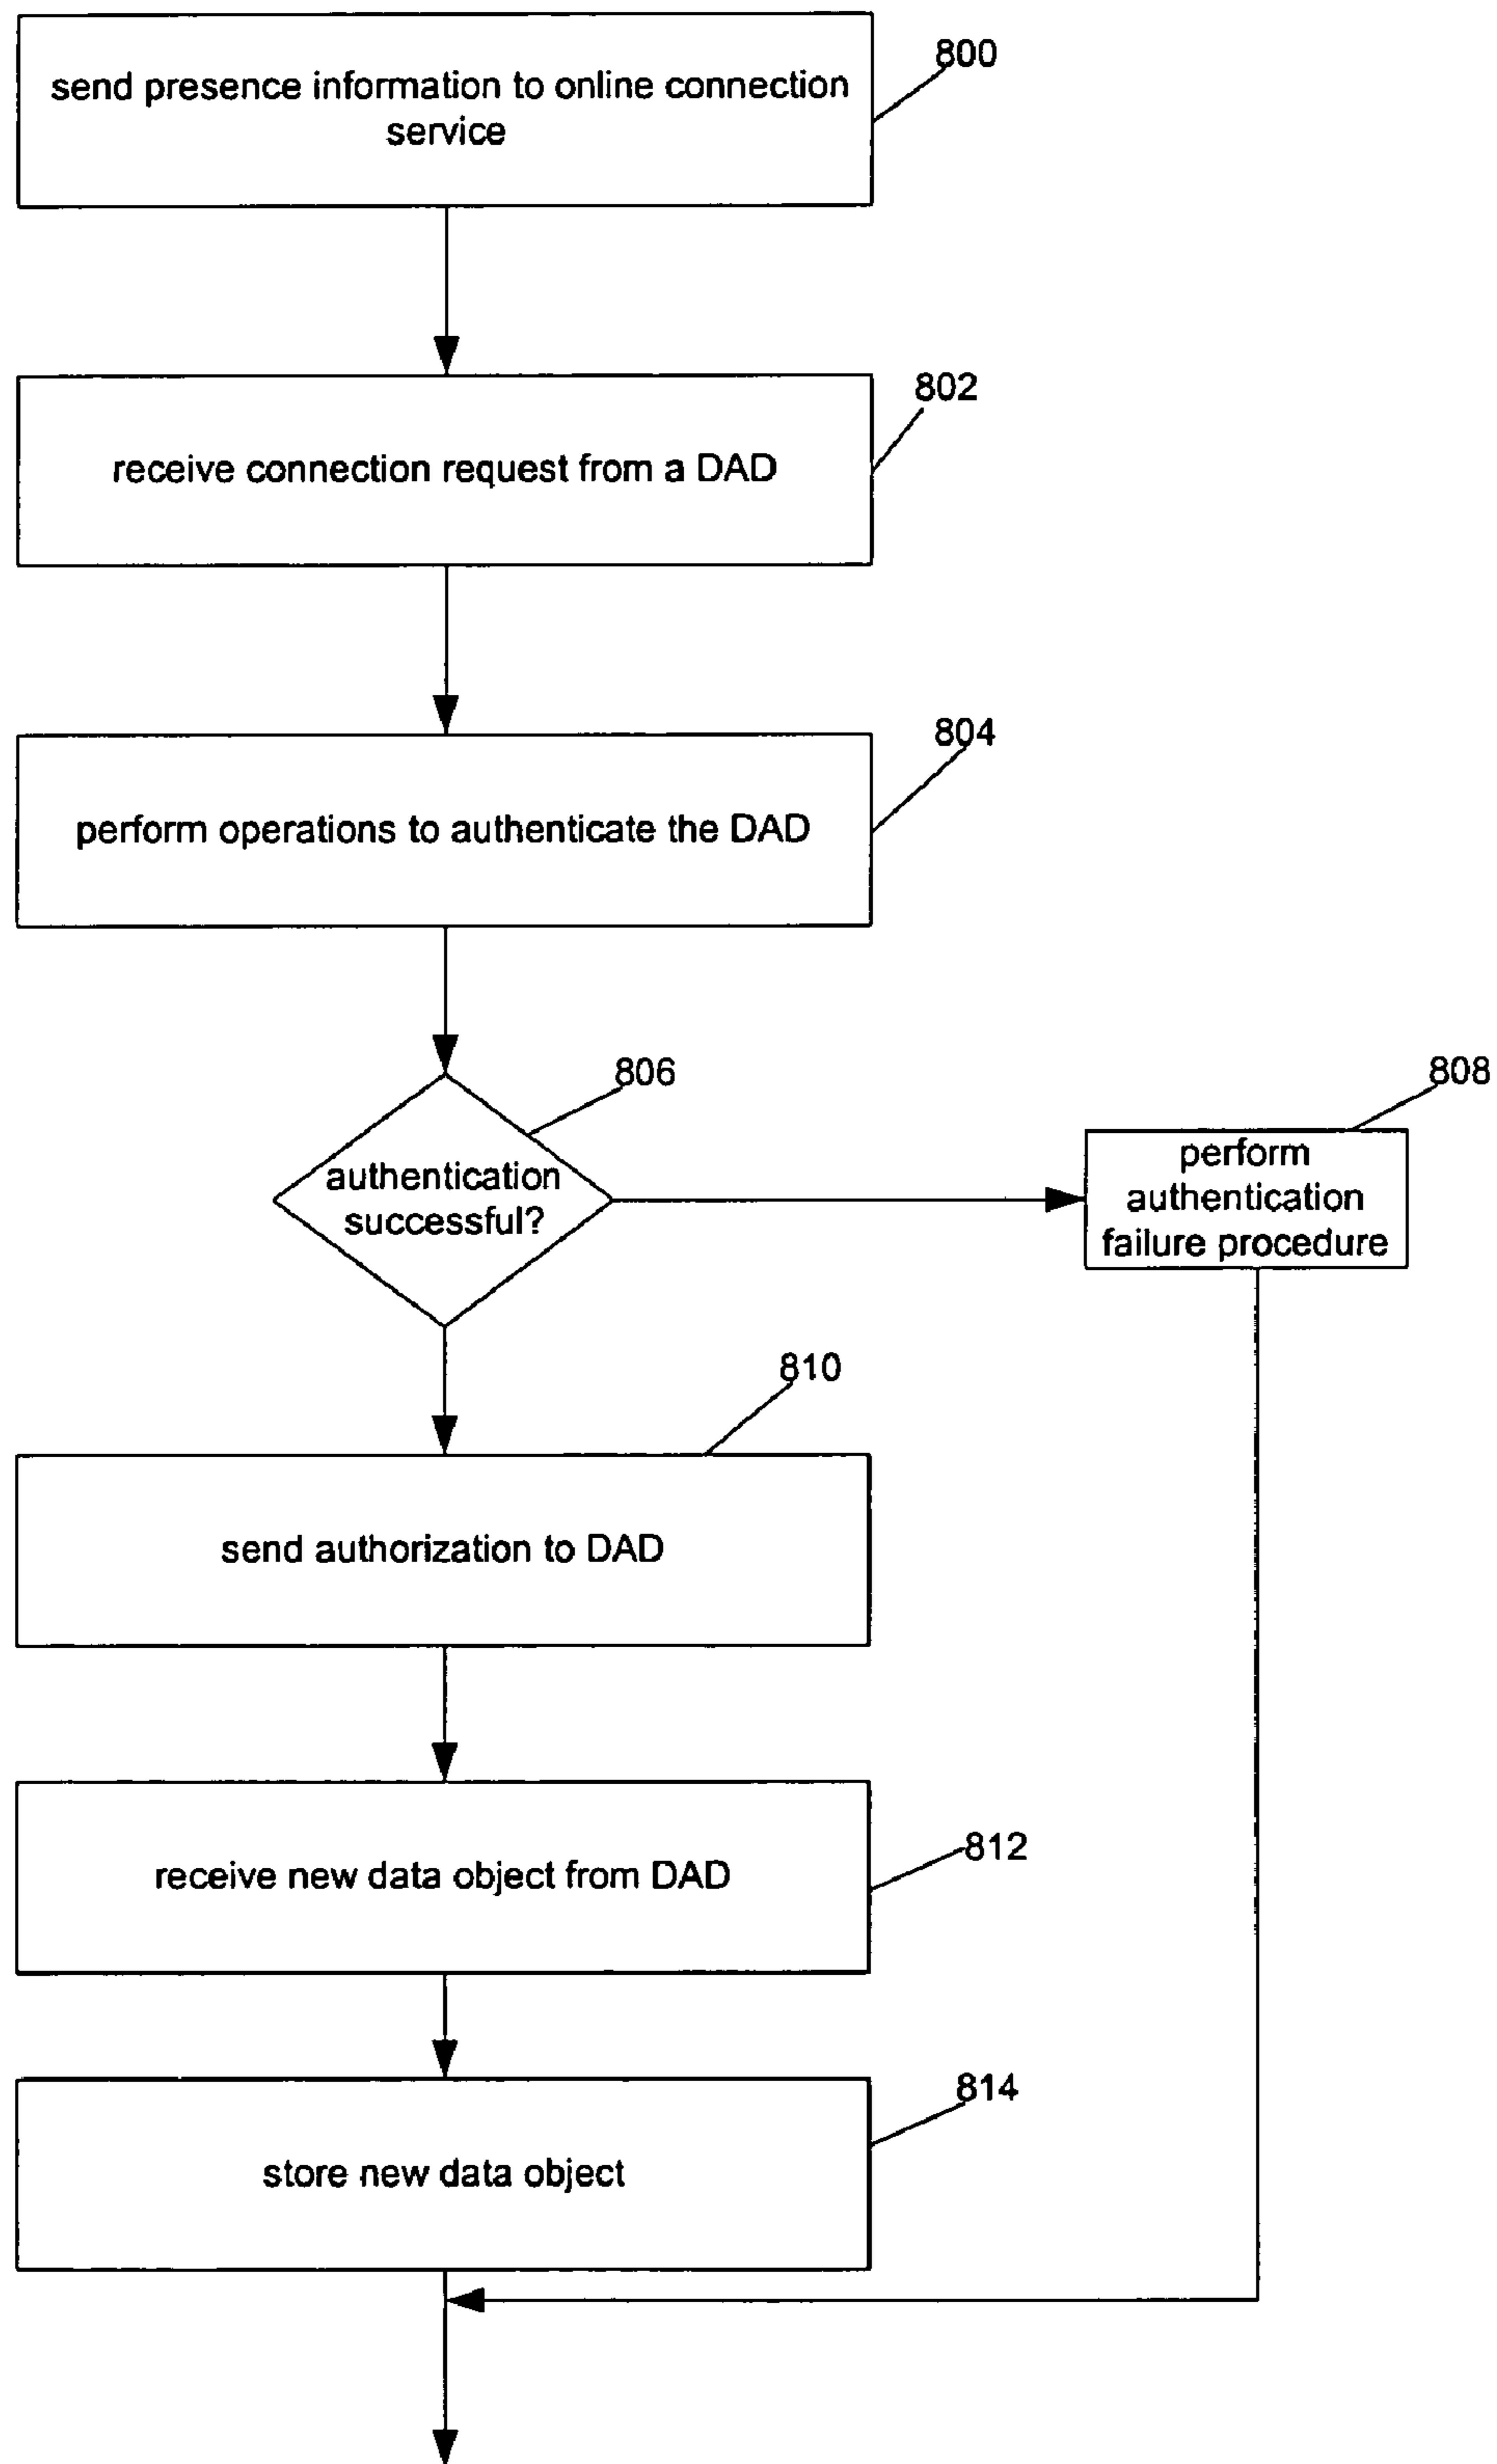 800
send presence information to online connection
service
802
receive connection request from a DAD
804
perform operations to authenticate the DAD
806
808
authentication
successful?
perform
authentication
failure procedure
810
send authorization to DAD
812
receive new data object from DAD
814
store new data object